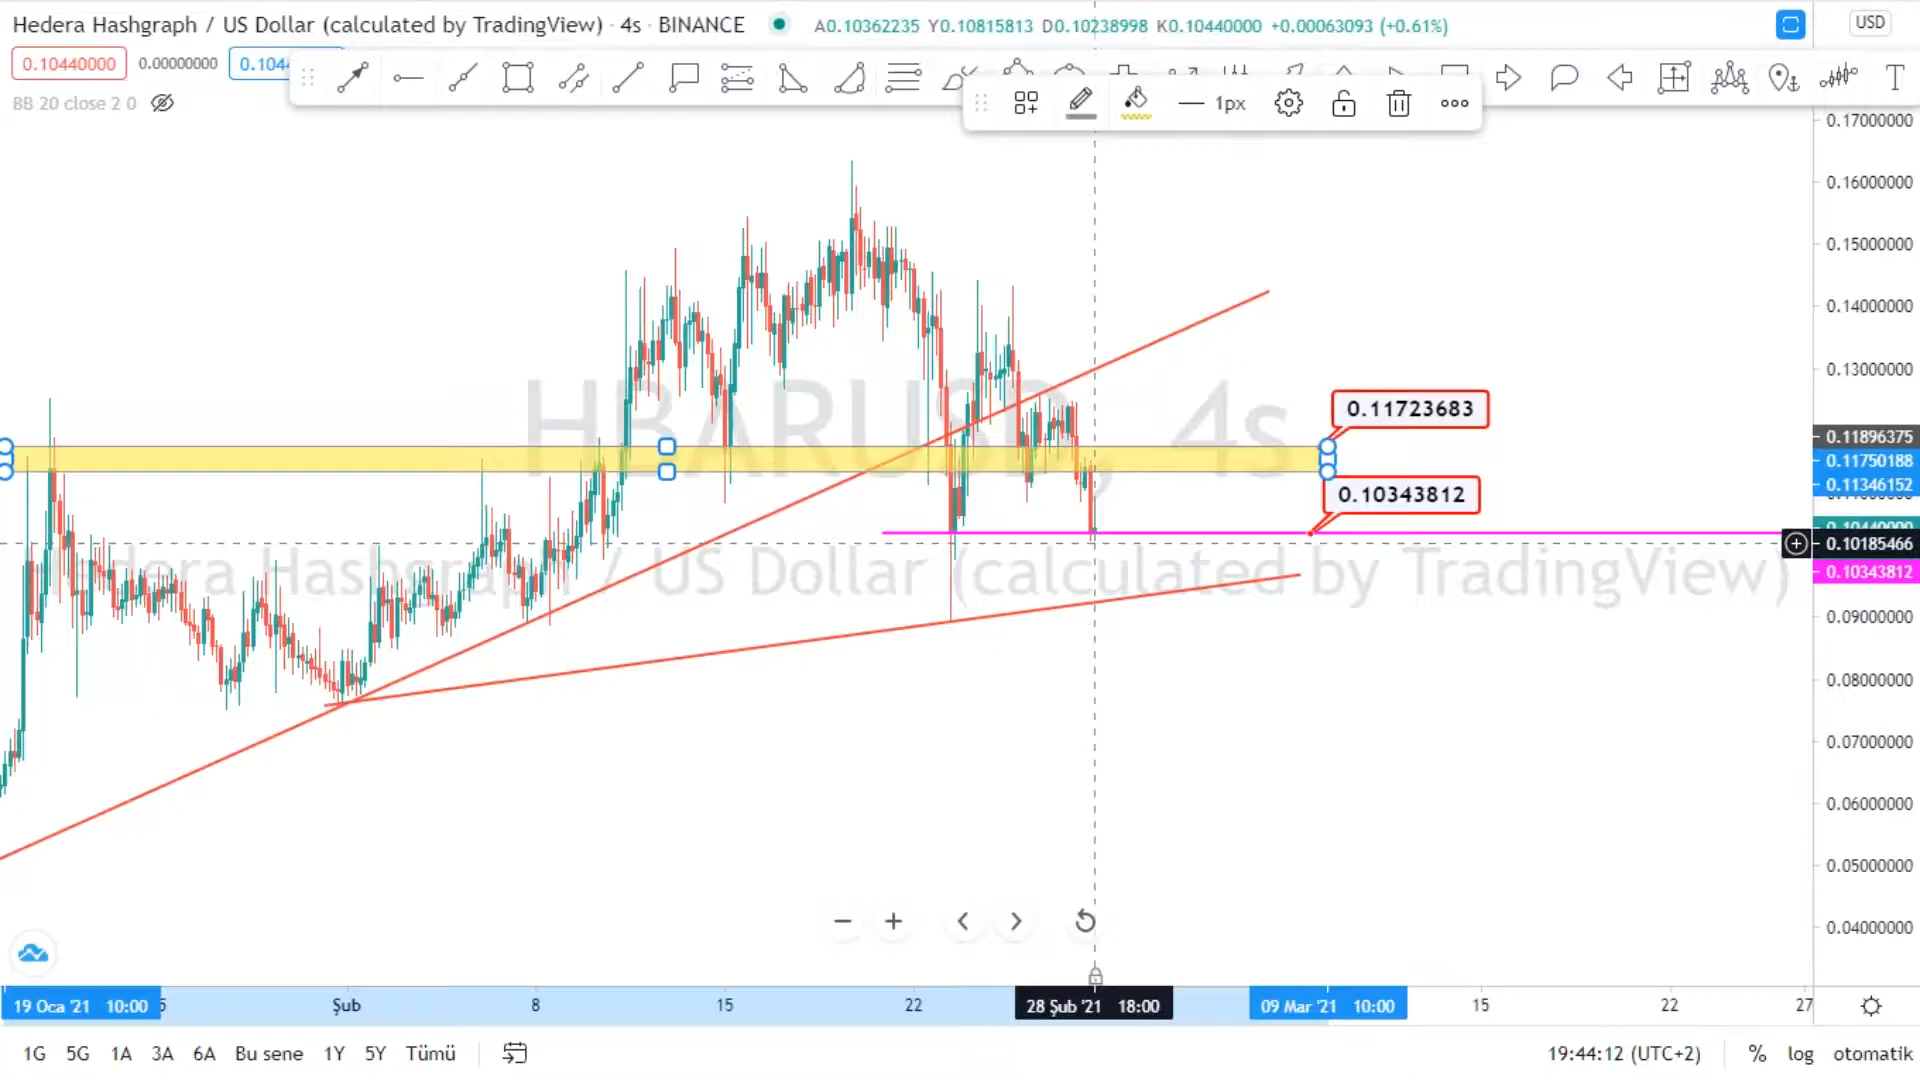 Hedera Hashgraph / US Dollar (calculated by TradingView) · 4s · BINANCE A0.10362235 Y0.10815813 D0.10238998 K0.10440000 +0.00063093 (+0.61%) USD
0.10440000 0.00000000 0.1044
1px
BB 20 close 2 0
0.17000000
0.16000000
0.15000000
0.14000000
0.13000000
HBARUSD, 4s
0.11723683
0.11896375
0.11750188
0.11346152
0.10343812
0.10440000
0.10185466
0.10343812
Hedera Hashgraph / US Dollar (calculated by TradingView)
0.09000000
0.08000000
0.07000000
0.06000000
0.05000000
0.04000000
19 Oca '21 10:00 Şub 8 15 22 28 Şub '21 18:00 09 Mar '21 10:00 15 22 27
1G 5G 1A 3A 6A Bu sene 1Y 5Y Tümü 19:44:12 (UTC+2) % log otomatik